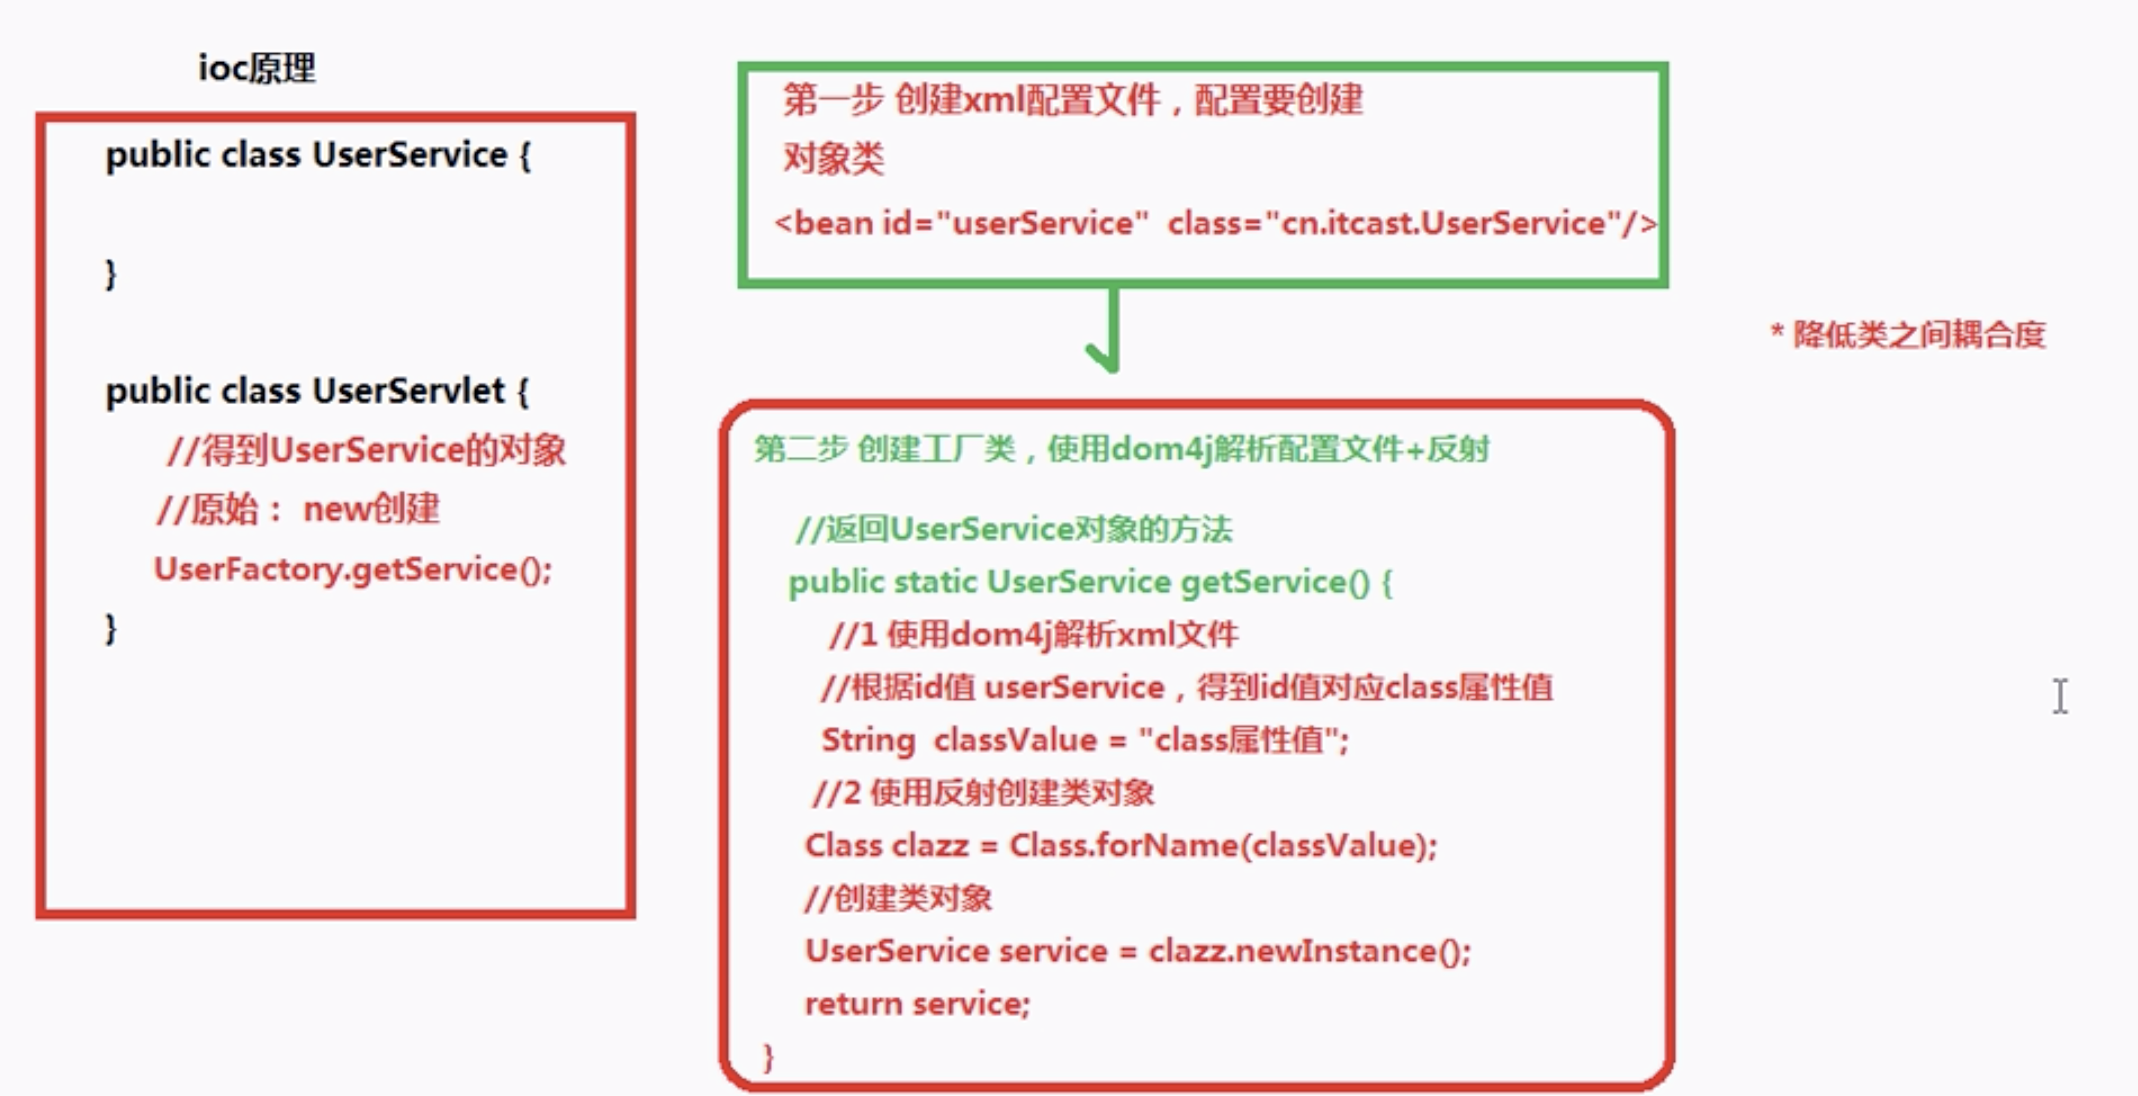 ioc原理
public class UserService {
}
public class UserServlet {
//得到UserService的对象
//原始： new创建
UserFactory.getService();
}
第一步 创建xml配置文件，配置要创建
对象类
<bean id="userService" class="cn.itcast.UserService"/>
* 降低类之间耦合度
第二步 创建工厂类，使用dom4j解析配置文件+反射
//返回UserService对象的方法
public static UserService getService() {
//1 使用dom4j解析xml文件
//根据id值 userService，得到id值对应class属性值
String classValue = "class属性值";
//2 使用反射创建类对象
Class clazz = Class.forName(classValue);
//创建类对象
UserService service = clazz.newInstance();
return service;
}